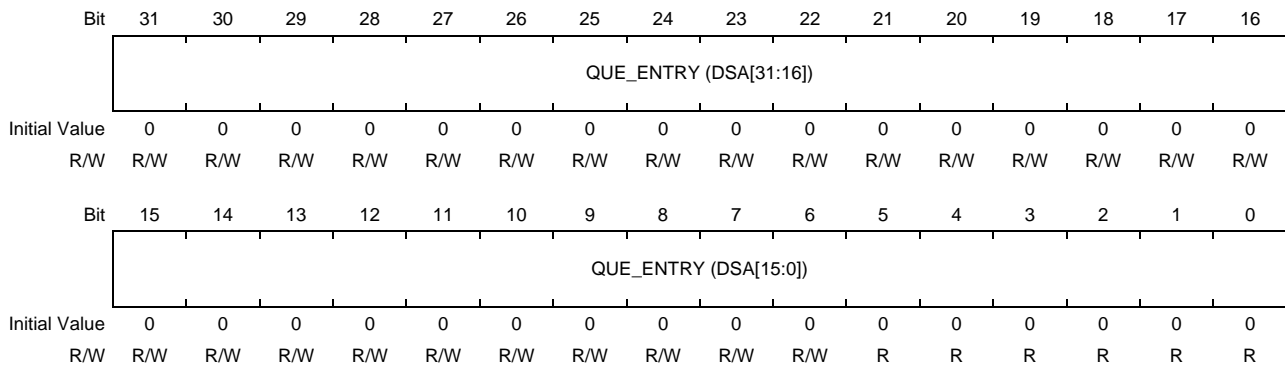 Bit 31 30 29 28 27 26 25 24 23 22 21 20 19 18 17 16
QUE_ENTRY (DSA[31:16])
Initial Value 0 0 0 0 0 0 0 0 0 0 0 0 0 0 0 0
R/W R/W R/W R/W R/W R/W R/W R/W R/W R/W R/W R/W R/W R/W R/W R/W R/W
Bit 15 14 13 12 11 10 9 8 7 6 5 4 3 2 1 0
QUE_ENTRY (DSA[15:0])
Initial Value 0 0 0 0 0 0 0 0 0 0 0 0 0 0 0 0
R/W R/W R/W R/W R/W R/W R/W R/W R/W R/W R/W R R R R R R